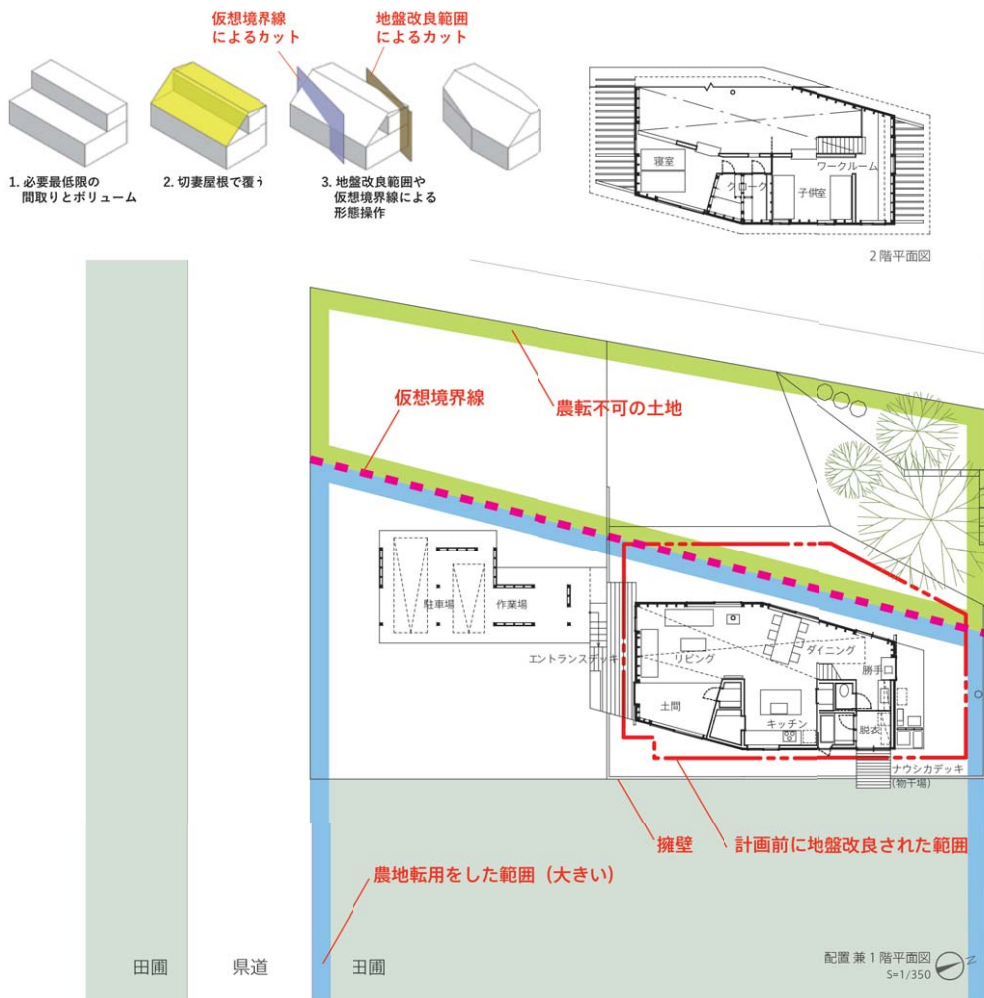 仮想境界線
によるカット
地盤改良範囲
によるカット
1. 必要最低限の
間取りとボリューム
2. 切妻屋根で覆う
3. 地盤改良範囲や
仮想境界線による
形態操作
寝室
クローク
子供室
ワークルーム
2階平面図
仮想境界線
農転不可の土地
駐車場
作業場
エントランスデッキ
リビング
ダイニング
勝手口
土間
キッチン
脱衣
ナウシカデッキ
(物干場)
擁壁
計画前に地盤改良された範囲
農地転用をした範囲（大きい）
田圃
県道
田圃
配置 兼 1階平面図
S=1/350
N